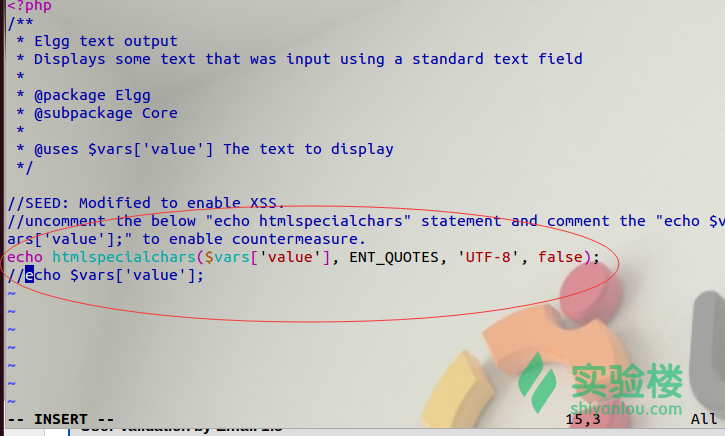 <?php
/**
 * Elgg text output
 * Displays some text that was input using a standard text field
 *
 * @package Elgg
 * @subpackage Core
 *
 * @uses $vars['value'] The text to display
 */
//SEED: Modified to enable XSS.
//uncomment the below "echo htmlspecialchars" statement and comment the "echo $v
ars['value'];" to enable countermeasure.
echo htmlspecialchars($vars['value'], ENT_QUOTES, 'UTF-8', false);
//echo $vars['value'];
~
~
~
~
~
~
~
实验楼
shiyanlou.com
-- INSERT -- 15,3 All